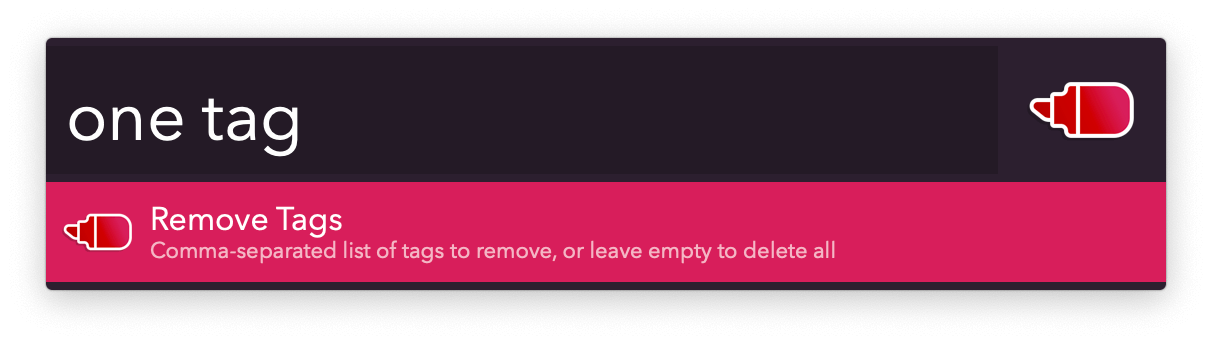 one tag
Remove Tags
Comma-separated list of tags to remove, or leave empty to delete all